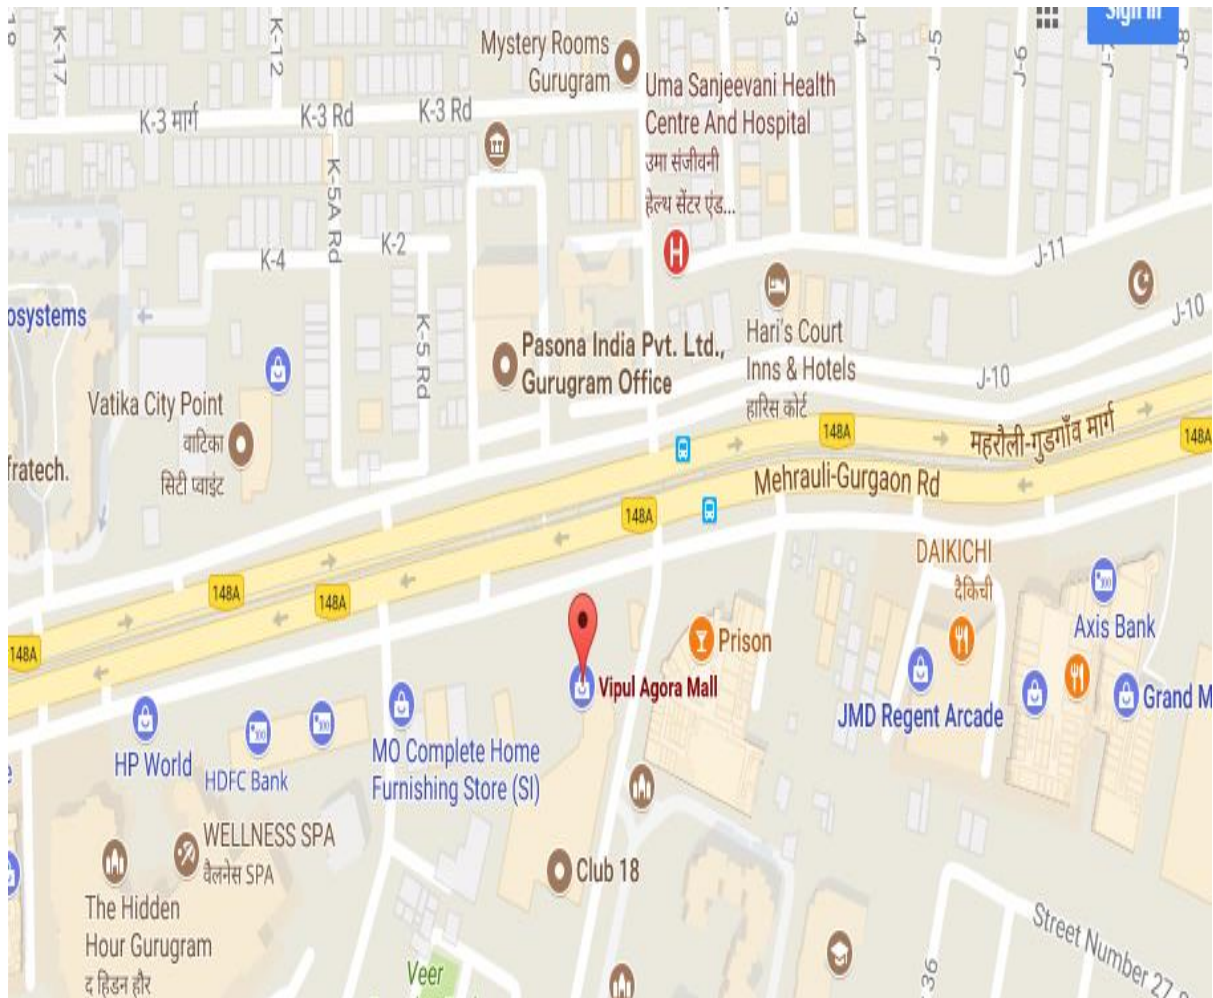 Sign in
18
K-17
K-12
-3
J-4
J-5
J-6
J-7
J-8
Mystery Rooms
Gurugram
Uma Sanjeevani Health
Centre And Hospital
उमा संजीवनी
हेल्थ सेंटर एंड...
K-3 मार्ग
K-3 Rd
K-3 Rd
K-5A Rd
K-2
K-4
J-11
J-10
osystems
K-5 Rd
Pasona India Pvt. Ltd.,
Gurugram Office
Hari's Court
Inns & Hotels
हारिस कोर्ट
J-10
Vatika City Point
वाटिका
सिटी प्वाइंट
fratech.
148A
महरौली-गुडगाँव मार्ग
148A
Mehrauli-Gurgaon Rd
148A
DAIKICHI
दैकिची
148A
148A
148A
Axis Bank
Prison
Vipul Agora Mall
JMD Regent Arcade
Grand M
HP World
HDFC Bank
MO Complete Home
Furnishing Store (SI)
WELLNESS SPA
वैलनेस SPA
Club 18
The Hidden
Hour Gurugram
द हिडन हौर
Veer
36
Street Number 27